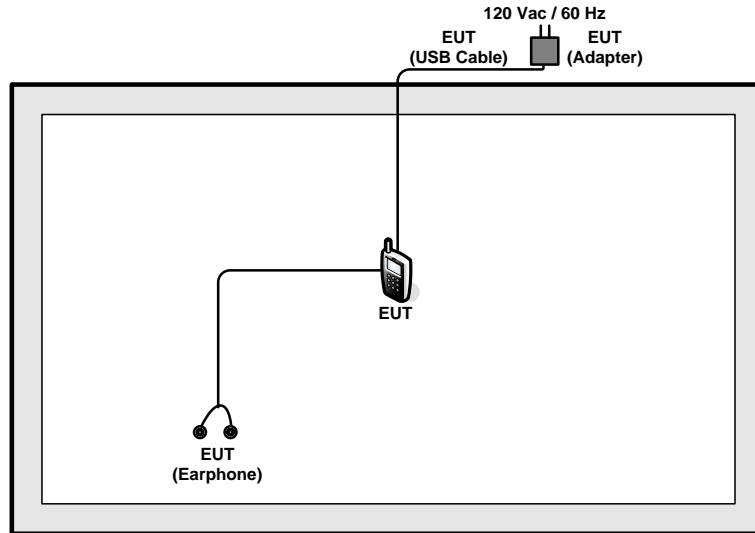 120 Vac / 60 Hz
EUT
(USB Cable)
EUT
(Adapter)
EUT
EUT
(Earphone)